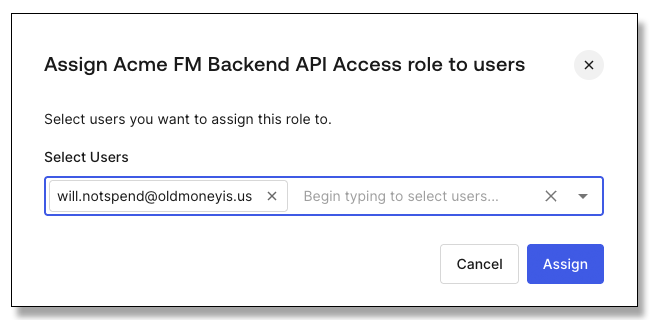 Assign Acme FM Backend API Access role to users
Select users you want to assign this role to.
Select Users
will.notspend@oldmoneyis.us Begin typing to select users...
Cancel Assign